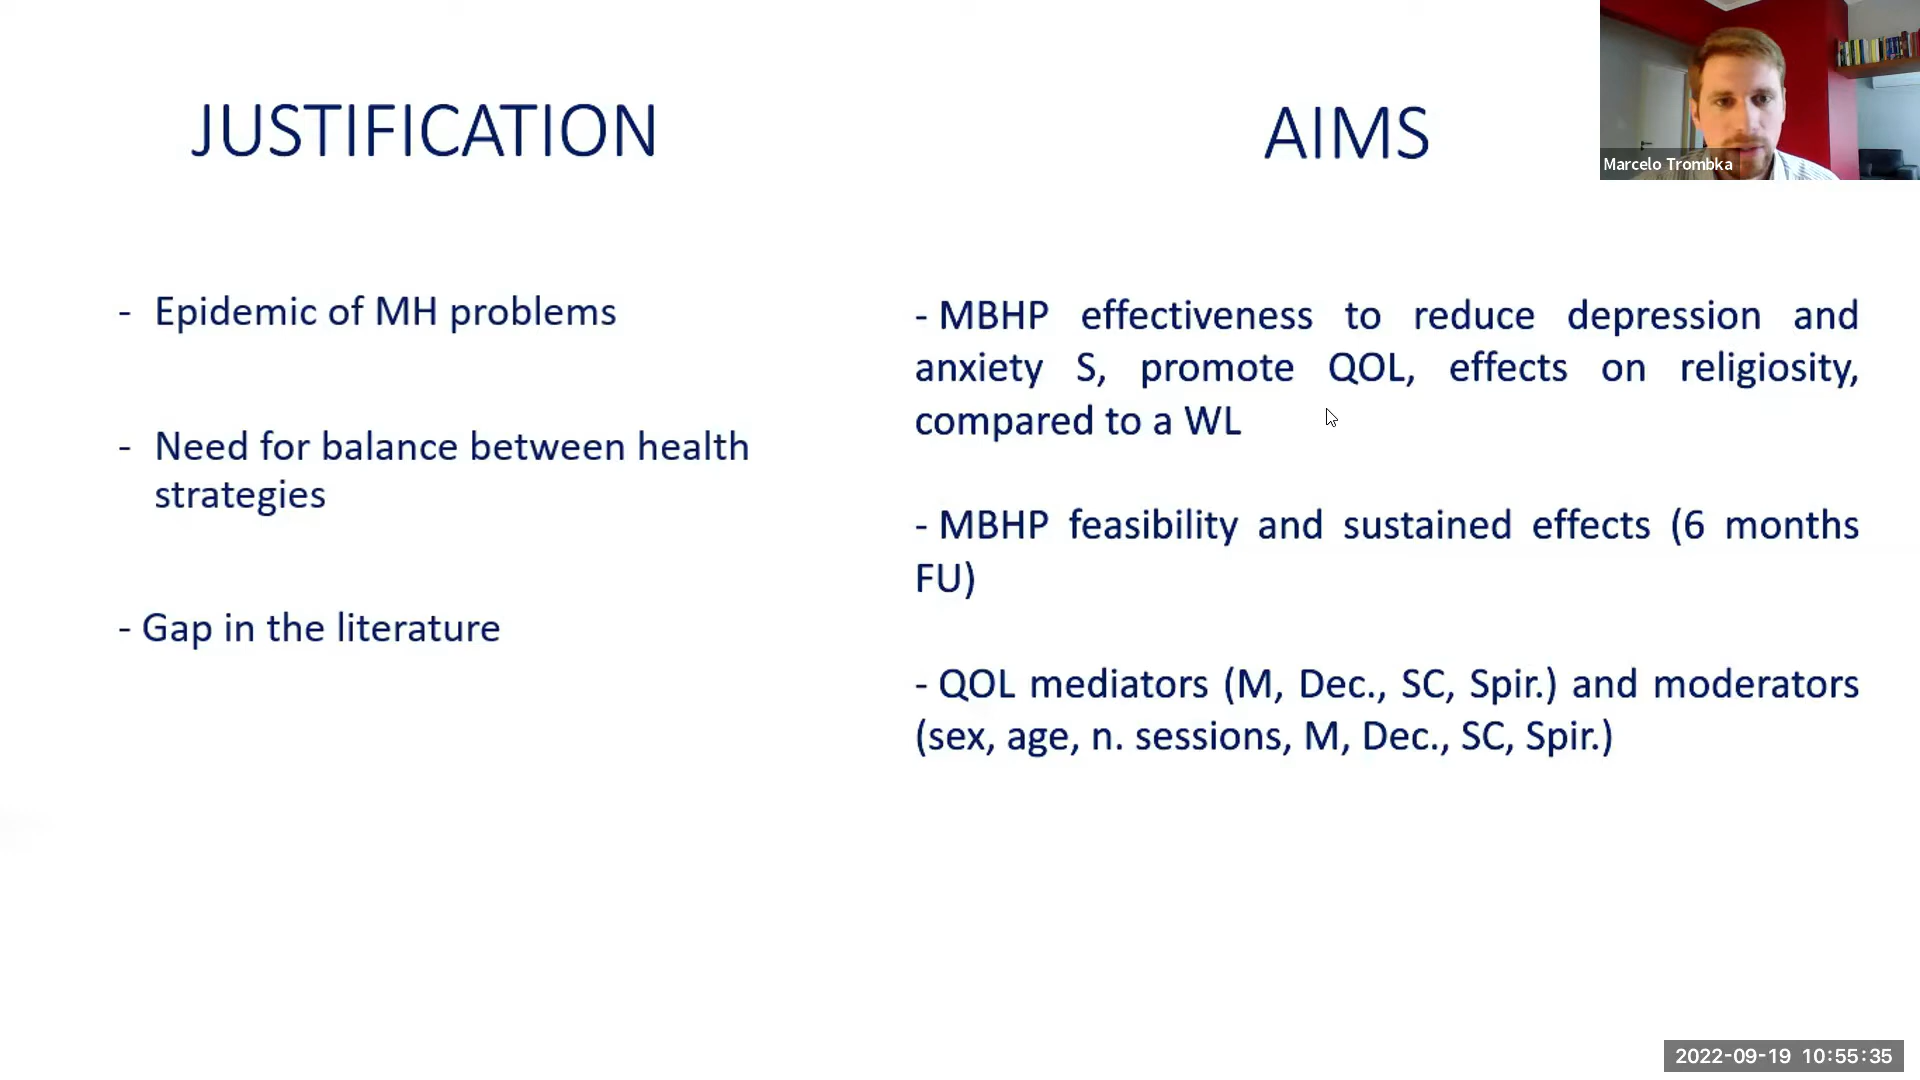 JUSTIFICATION
- Epidemic of MH problems
- Need for balance between health
strategies
- Gap in the literature
AIMS
- MBHP effectiveness to reduce depression and
anxiety S, promote QOL, effects on religiosity,
compared to a WL
- MBHP feasibility and sustained effects (6 months
FU)
- QOL mediators (M, Dec., SC, Spir.) and moderators
(sex, age, n. sessions, M, Dec., SC, Spir.)
Marcelo Trombka
2022-09-19 10:55:35